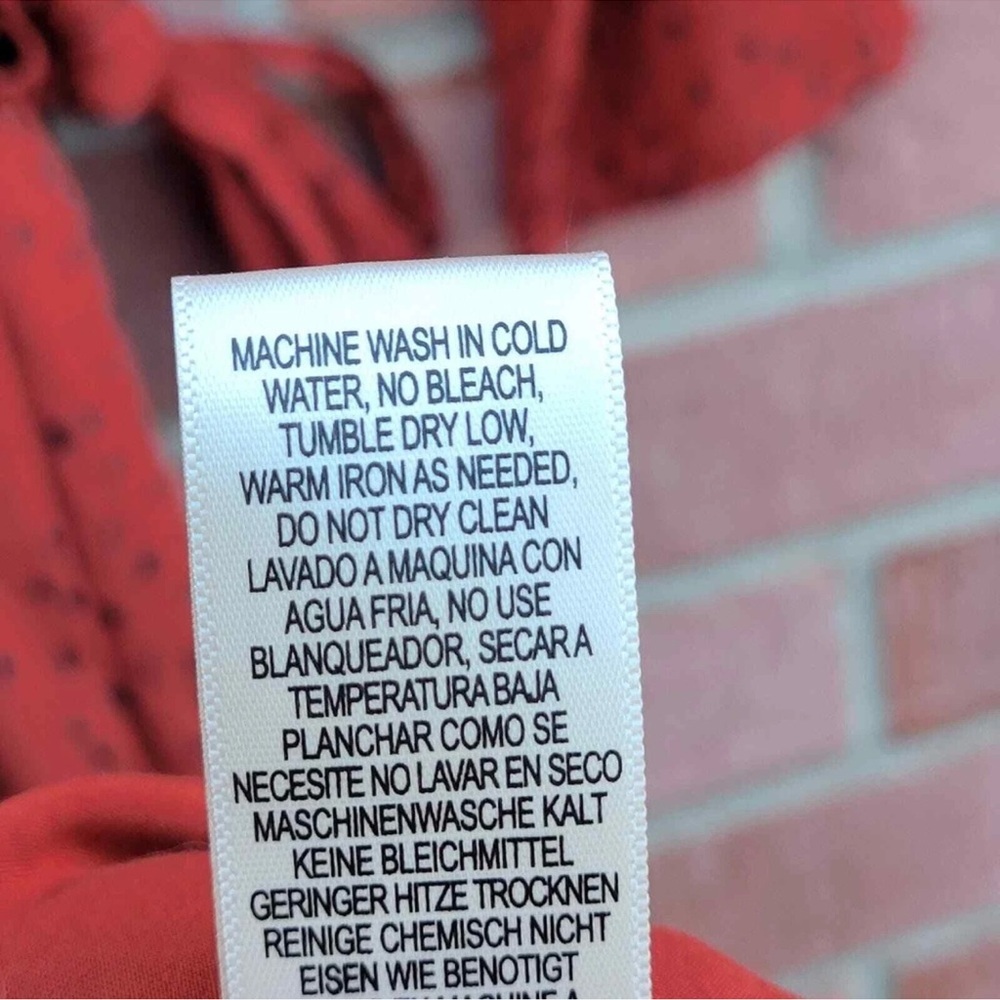 MACHINE WASH IN COLD
WATER, NO BLEACH,
TUMBLE DRY LOW,
WARM IRON AS NEEDED,
DO NOT DRY CLEAN
LAVADO A MAQUINA CON
AGUA FRIA, NO USE
BLANQUEADOR, SECAR A
TEMPERATURA BAJA
PLANCHAR COMO SE
NECESITE NO LAVAR EN SECO
MASCHINENWASCHE KALT
KEINE BLEICHMITTEL
GERINGER HITZE TROCKNEN
REINIGE CHEMISCH NICHT
EISEN WIE BENOTIGT
MACHINE A